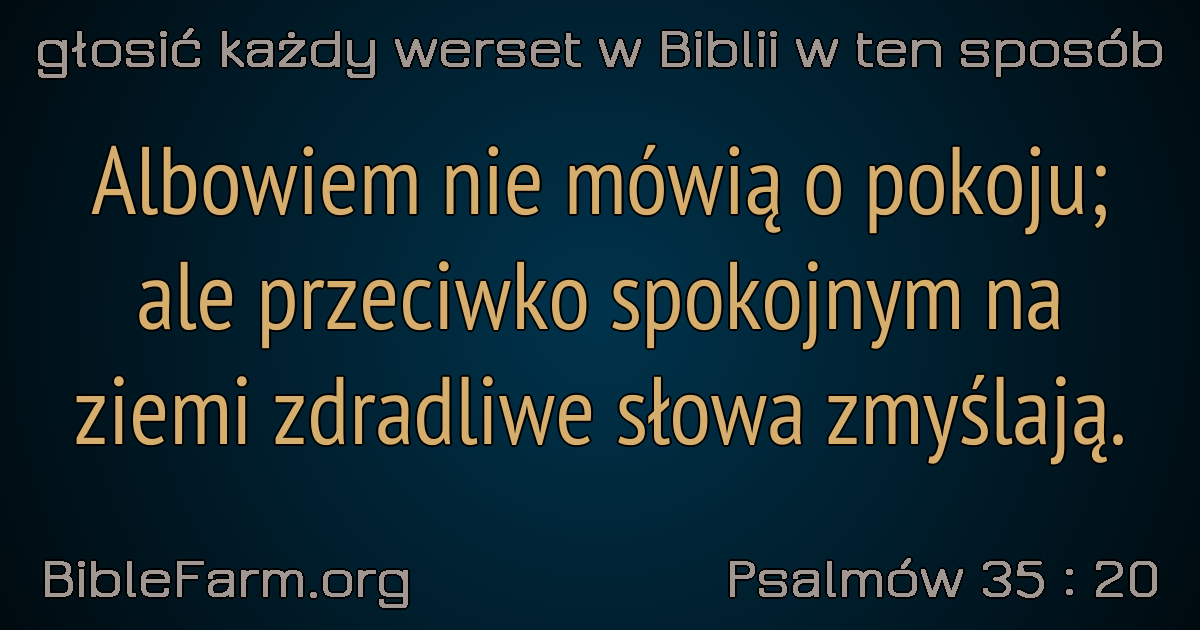 głosić każdy werset w Biblii w ten sposób
Albowiem nie mówią o pokoju;
ale przeciwko spokojnym na
ziemi zdradliwe słowa zmyślają.
BibleFarm.org
Psalmów 35 : 20